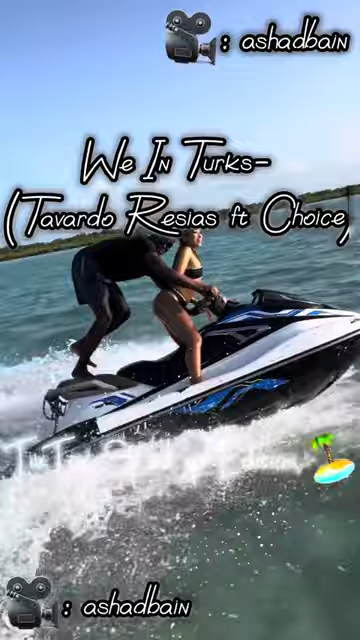 : ashadbain
We In Turks-
(Tavardo Resias ft Choice)
: ashadbain